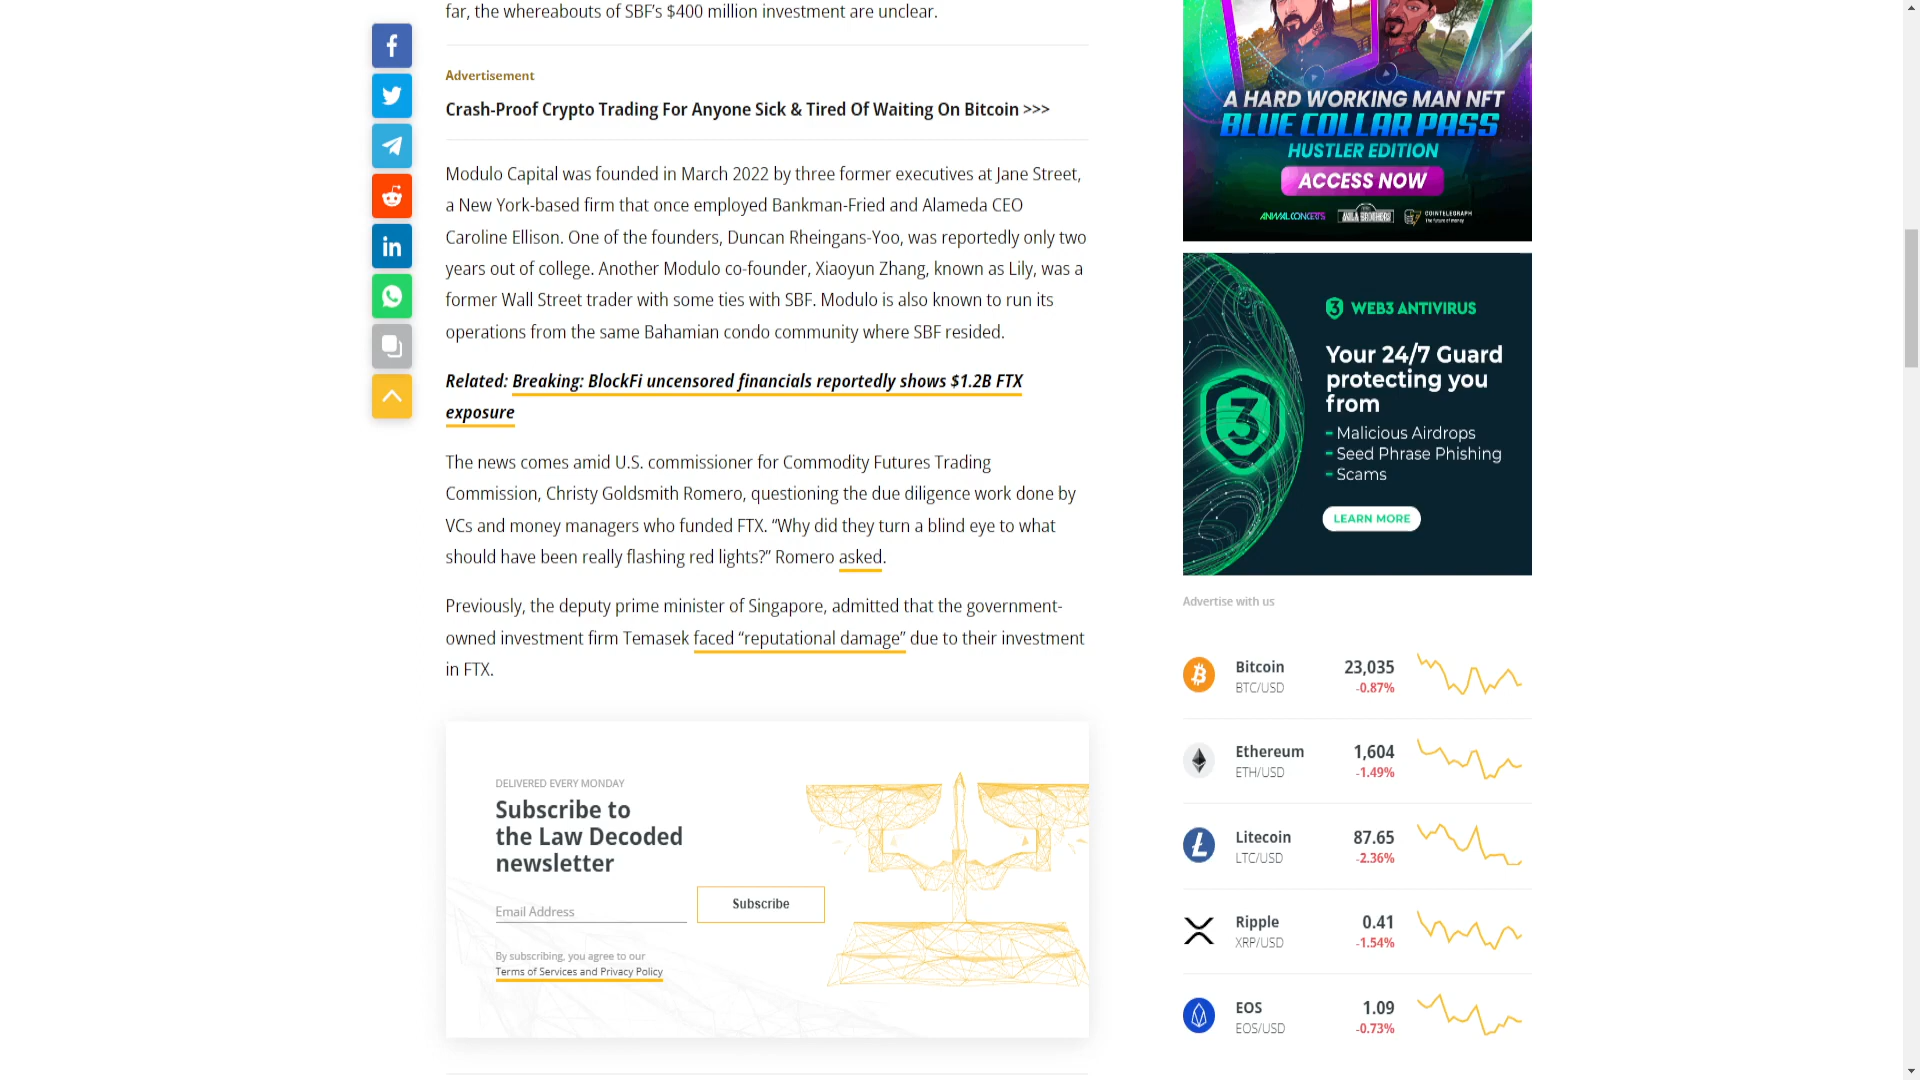 far, the whereabouts of SBF's $400 million investment are unclear.
Advertisement
Crash-Proof Crypto Trading For Anyone Sick & Tired Of Waiting On Bitcoin >>>
Modulo Capital was founded in March 2022 by three former executives at Jane Street,
a New York-based firm that once employed Bankman-Fried and Alameda CEO
Caroline Ellison. One of the founders, Duncan Rheingans-Yoo, was reportedly only two
years out of college. Another Modulo co-founder, Xiaoyun Zhang, known as Lily, was a
former Wall Street trader with some ties with SBF. Modulo is also known to run its
operations from the same Bahamian condo community where SBF resided.
Related: Breaking: BlockFi uncensored financials reportedly shows $1.2B FTX
exposure
The news comes amid U.S. commissioner for Commodity Futures Trading
Commission, Christy Goldsmith Romero, questioning the due diligence work done by
VCs and money managers who funded FTX. “Why did they turn a blind eye to what
should have been really flashing red lights?” Romero asked.
Previously, the deputy prime minister of Singapore, admitted that the government-
owned investment firm Temasek faced “reputational damage” due to their investment
in FTX.
DELIVERED EVERY MONDAY
Subscribe to
the Law Decoded
newsletter
Email Address
Subscribe
By subscribing, you agree to our
Terms of Services and Privacy Policy
A HARD WORKING MAN NFT
BLUE COLLAR PASS
HUSTLER EDITION
ACCESS NOW
ANIMAL CONCERTS
AVILA BROTHERS
COINTELEGRAPH
The future of money
WEB3 ANTIVIRUS
Your 24/7 Guard
protecting you
from
- Malicious Airdrops
- Seed Phrase Phishing
- Scams
LEARN MORE
Advertise with us
Bitcoin 23,035
BTC/USD -0.87%
Ethereum 1,604
ETH/USD -1.49%
Litecoin 87.65
LTC/USD -2.36%
Ripple 0.41
XRP/USD -1.54%
EOS 1.09
EOS/USD -0.73%